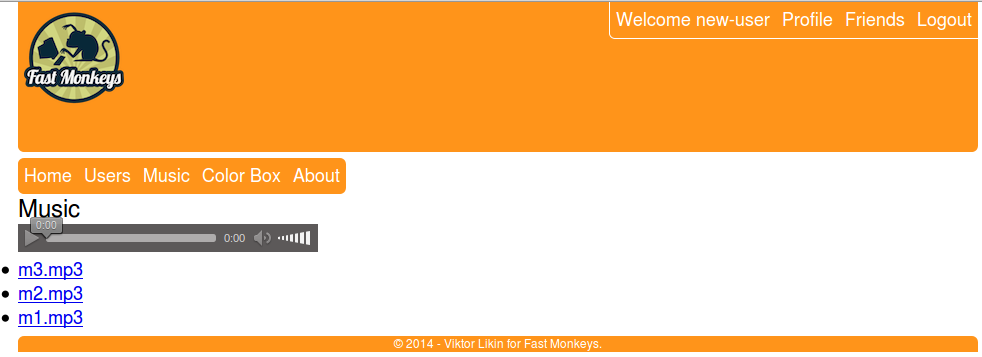 Fast Monkeys
Welcome new-user Profile Friends Logout
Home Users Music Color Box About
Music
0:00
0:00
m3.mp3
m2.mp3
m1.mp3
© 2014 - Viktor Likin for Fast Monkeys.